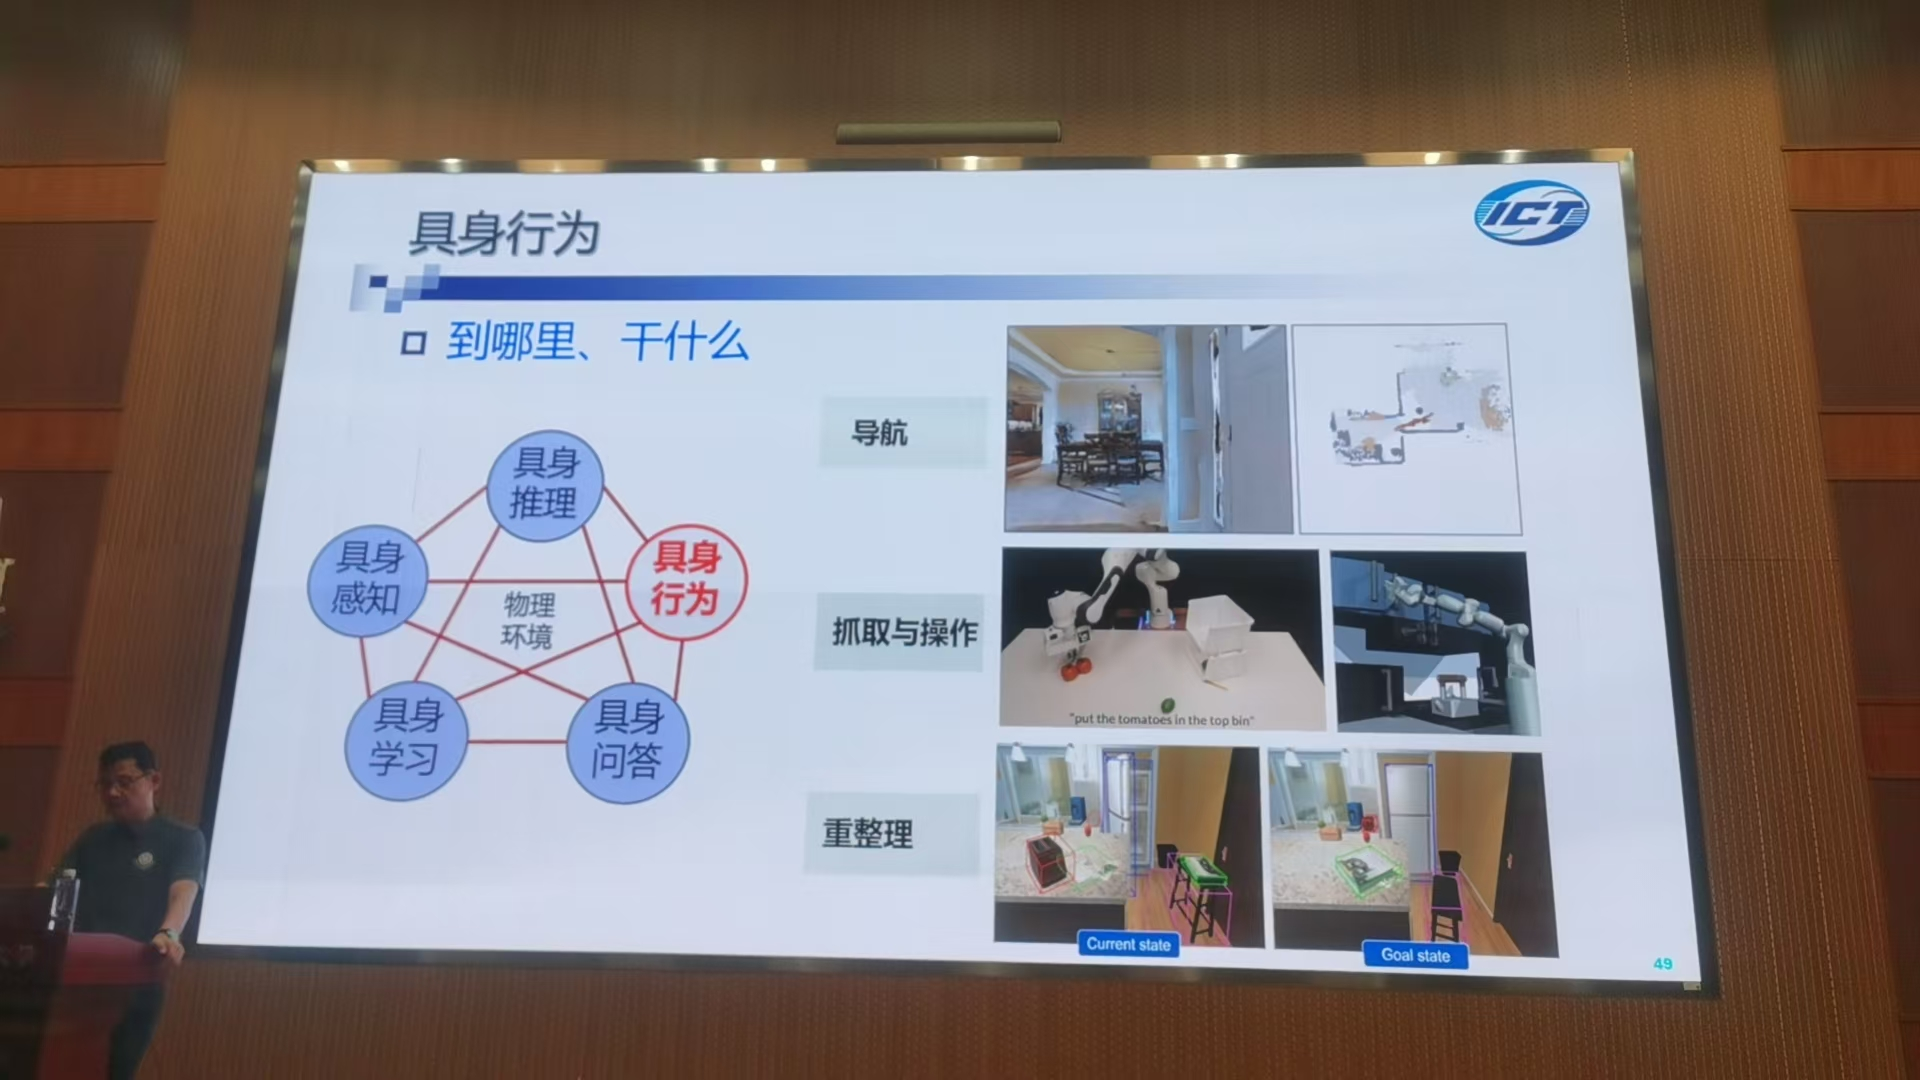 具身行为
ICT
到哪里、干什么
具身
推理
具身
感知
具身
行为
物理
环境
具身
学习
具身
问答
导航
抓取与操作
"put the tomatoes in the top bin"
重整理
Current state
Goal state
49